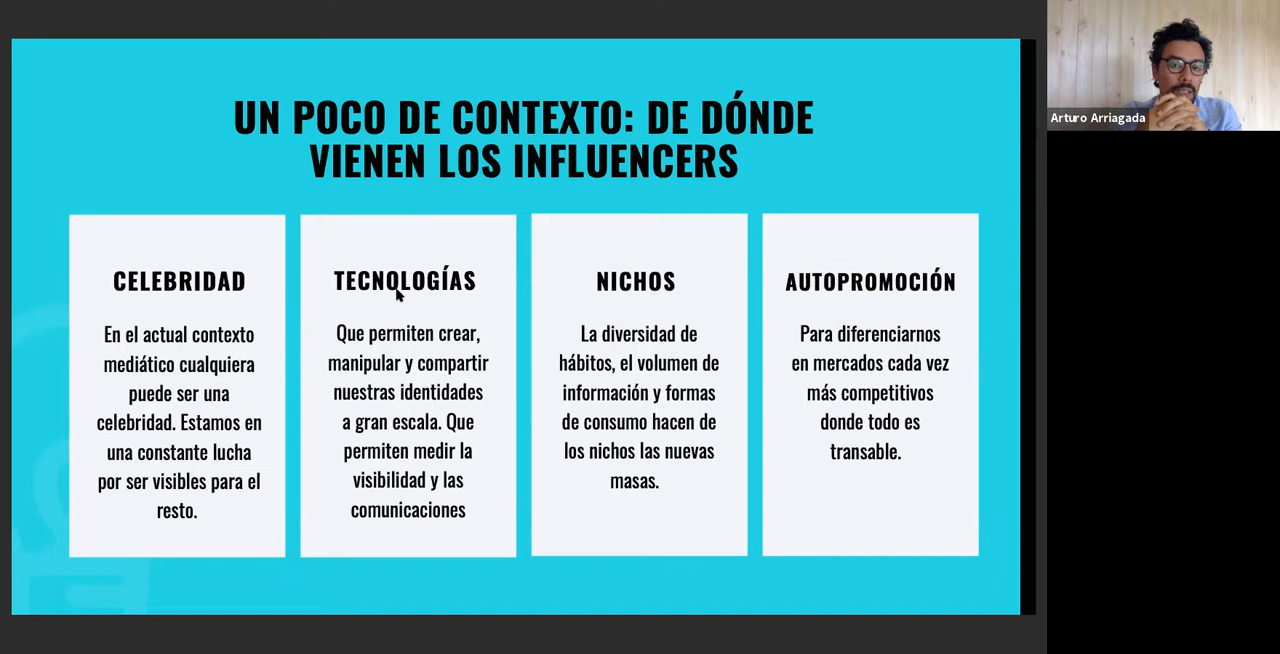 UN POCO DE CONTEXTO: DE DÓNDE
VIENEN LOS INFLUENCERS
CELEBRIDAD
En el actual contexto
mediático cualquiera
puede ser una
celebridad. Estamos en
una constante lucha
por ser visibles para el
resto.
TECNOLOGÍAS
Que permiten crear,
manipular y compartir
nuestras identidades
a gran escala. Que
permiten medir la
visibilidad y las
comunicaciones
NICHOS
La diversidad de
hábitos, el volumen de
información y formas
de consumo hacen de
los nichos las nuevas
masas.
AUTOPROMOCIÓN
Para diferenciarnos
en mercados cada vez
más competitivos
donde todo es
transable.
Arturo Arriagada